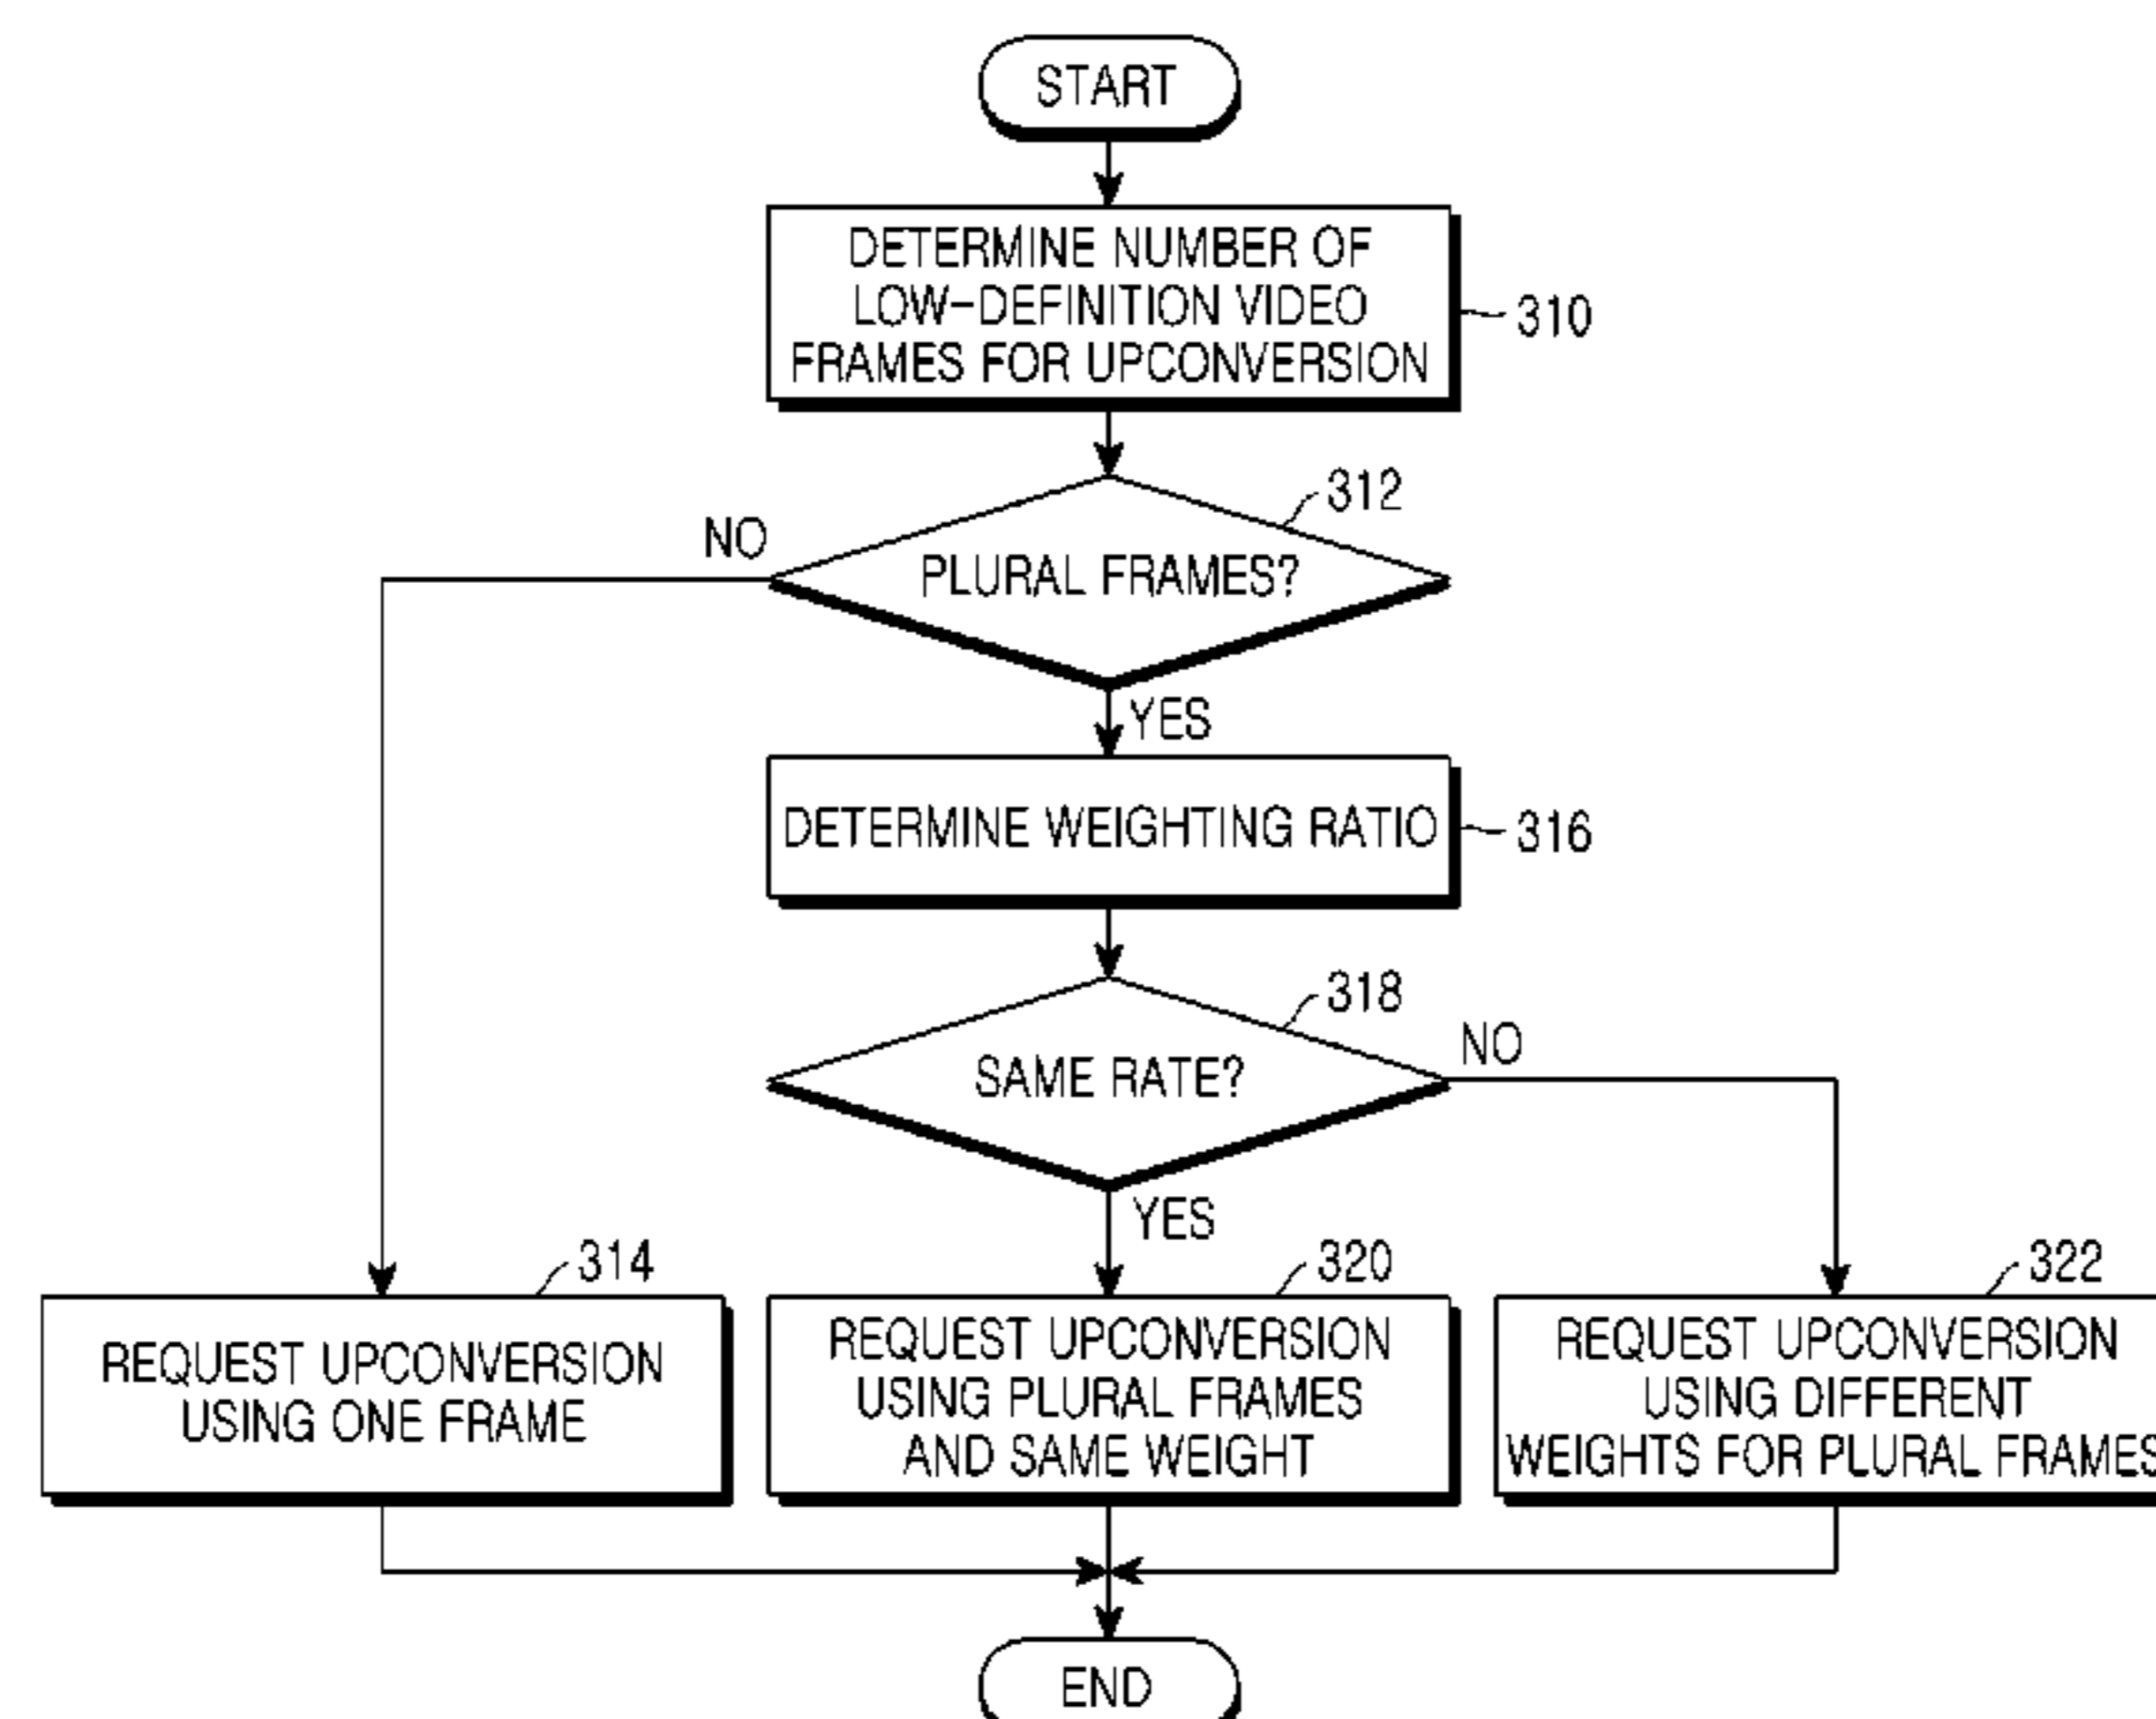 START
DETERMINE NUMBER OF
LOW-DEFINITION VIDEO
FRAMES FOR UPCONVERSION
310
312
NO
PLURAL FRAMES?
YES
DETERMINE WEIGHTING RATIO
316
318
NO
SAME RATE?
YES
314
REQUEST UPCONVERSION
USING ONE FRAME
320
REQUEST UPCONVERSION
USING PLURAL FRAMES
AND SAME WEIGHT
322
REQUEST UPCONVERSION
USING DIFFERENT
WEIGHTS FOR PLURAL FRAMES
END